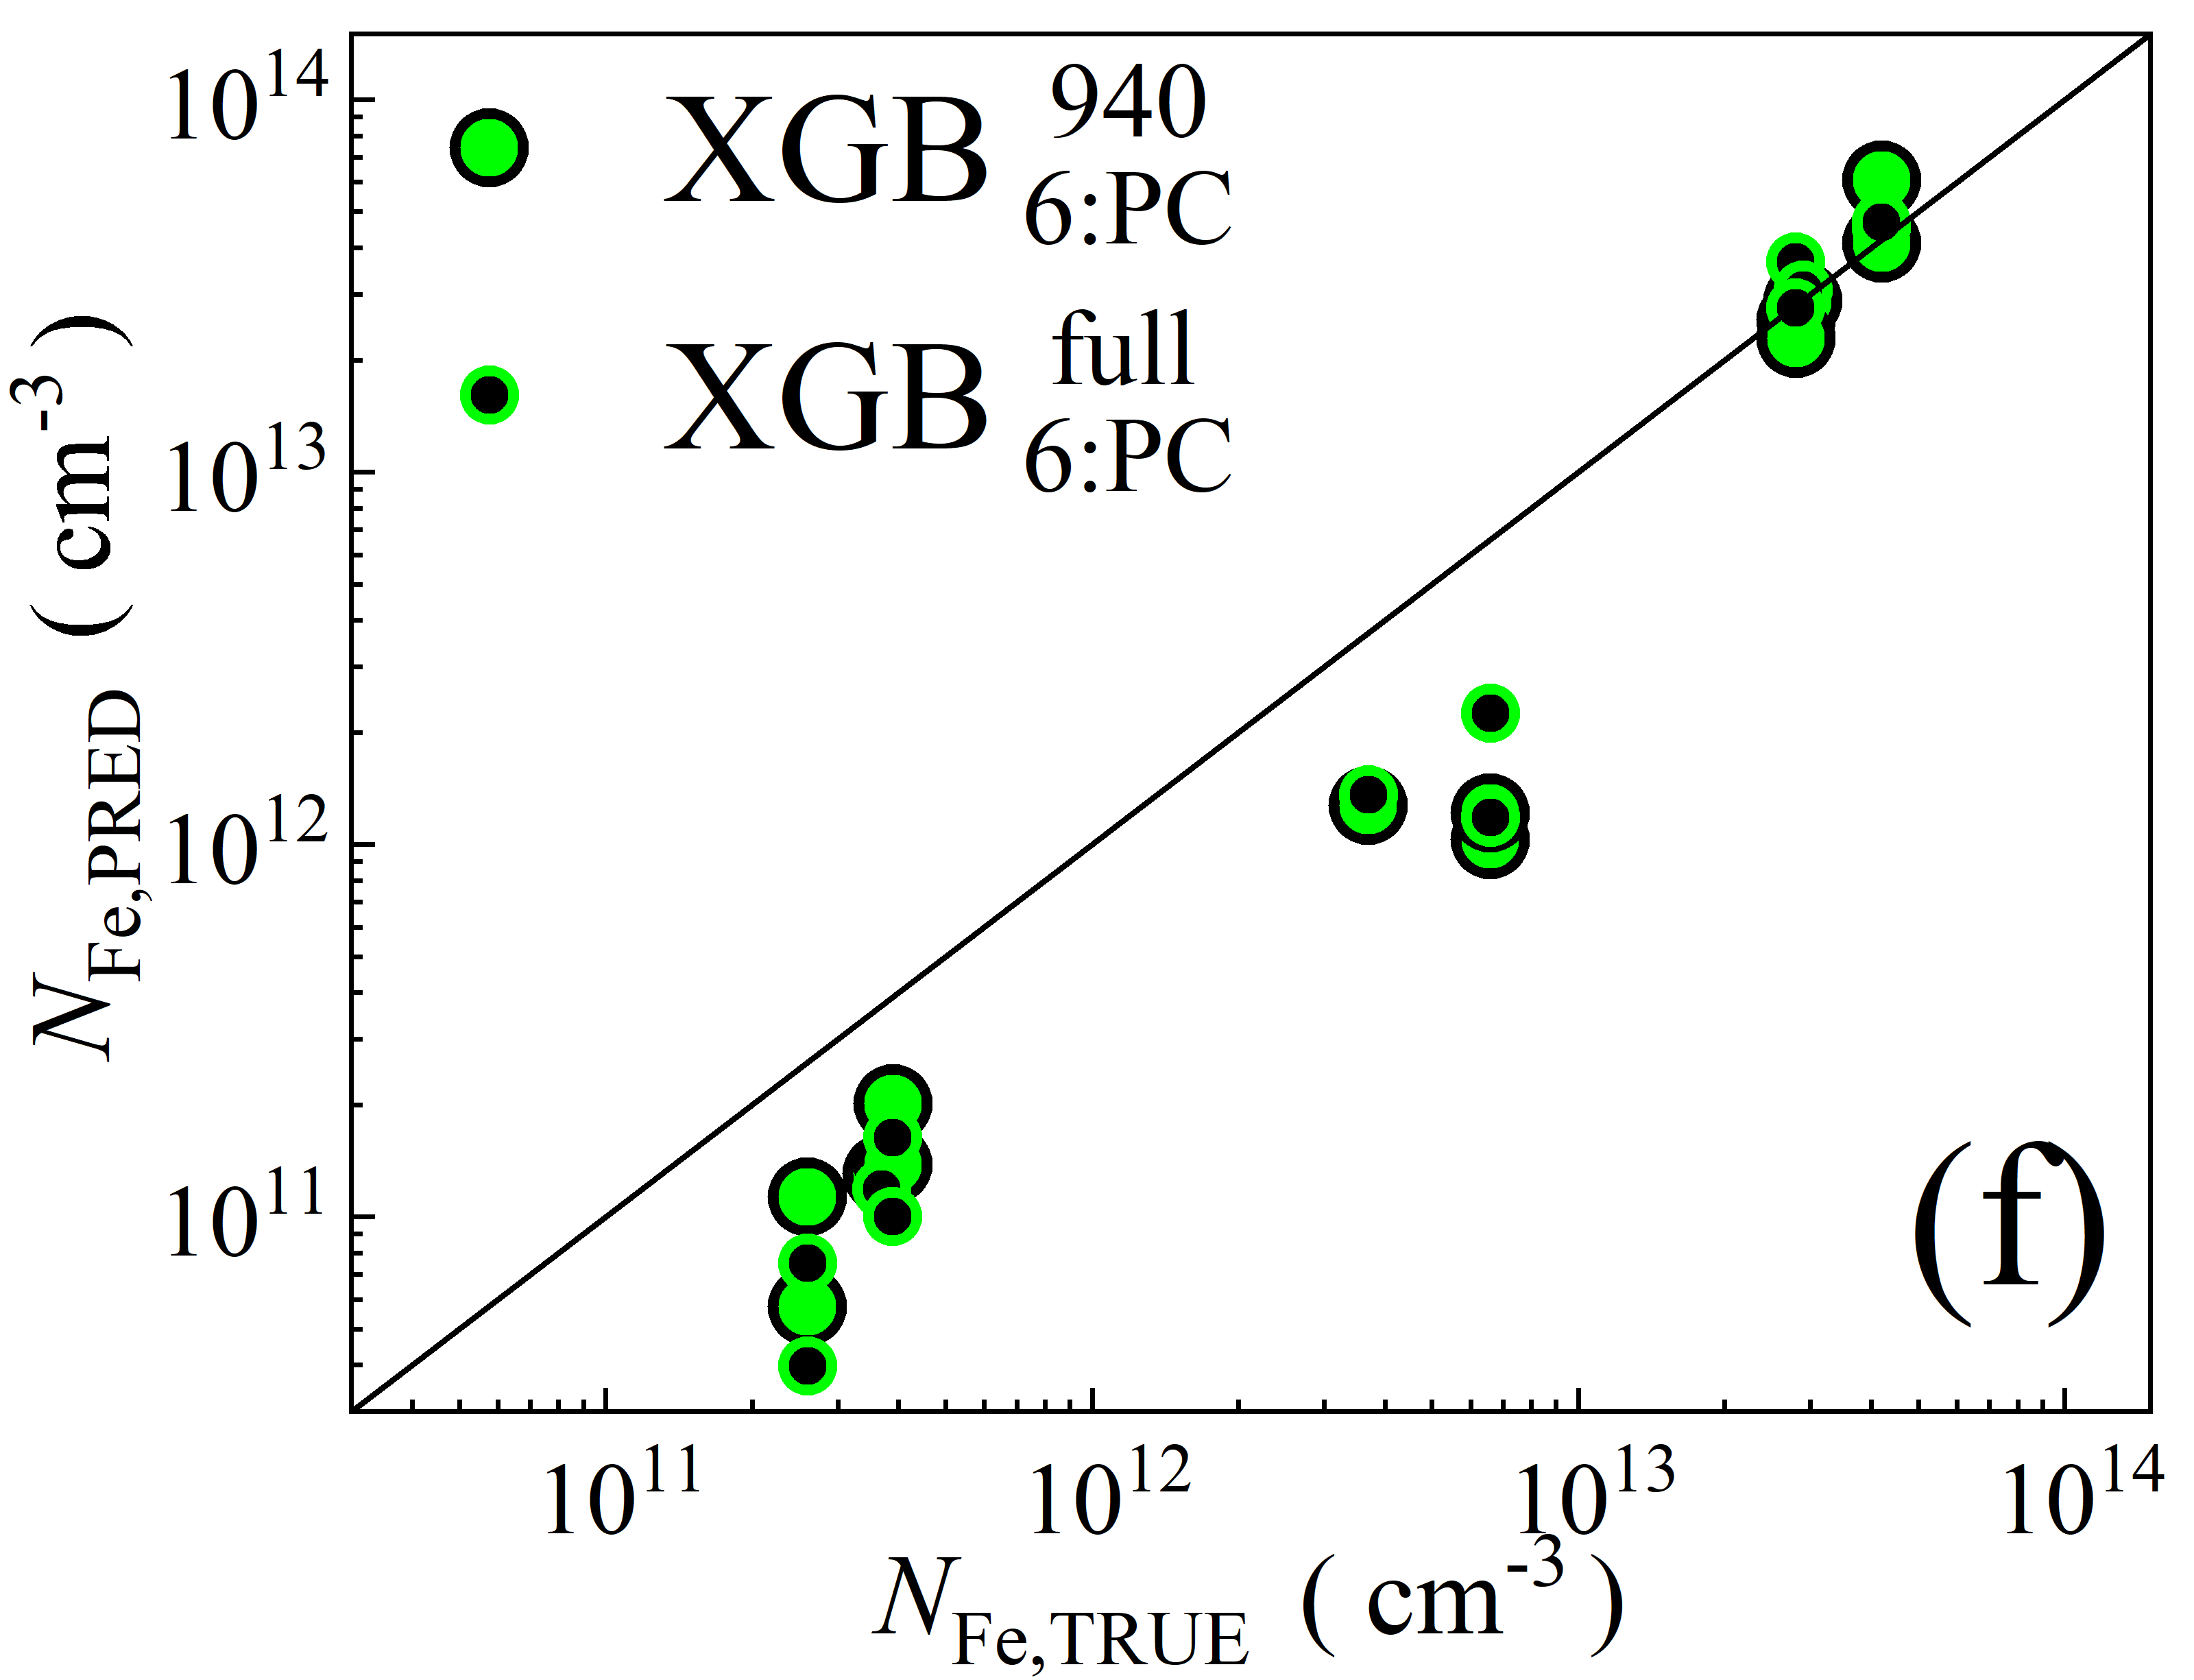 10^14
XGB 940 6:PC
XGB full 6:PC
10^13
10^12
10^11
N_Fe,PRED ( cm^-3 )
(f)
10^11 10^12 10^13 10^14
N_Fe,TRUE ( cm^-3 )